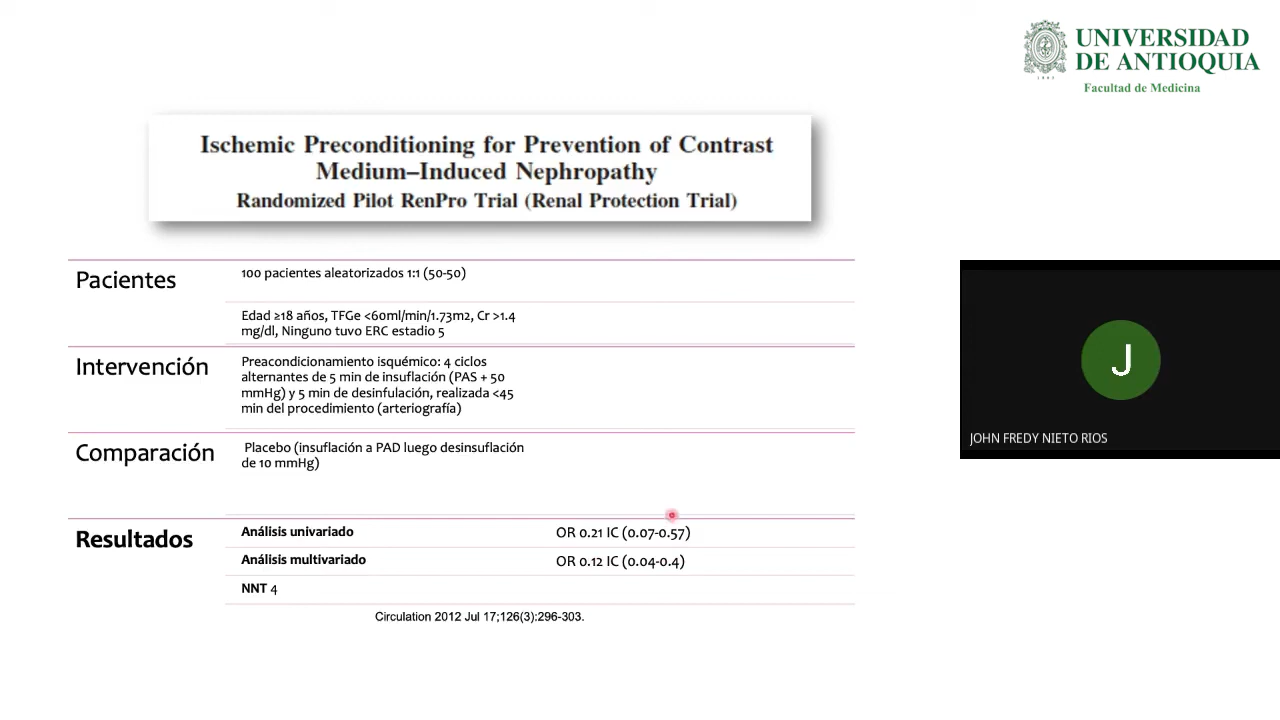 UNIVERSIDAD
DE ANTIOQUIA
1803
Facultad de Medicina
Ischemic Preconditioning for Prevention of Contrast
Medium–Induced Nephropathy
Randomized Pilot RenPro Trial (Renal Protection Trial)
Pacientes
100 pacientes aleatorizados 1:1 (50-50)
Edad ≥18 años, TFGe <60ml/min/1.73m2, Cr >1.4
mg/dl, Ninguno tuvo ERC estadio 5
Intervención
Preacondicionamiento isquémico: 4 ciclos
alternantes de 5 min de insuflación (PAS + 50
mmHg) y 5 min de desinfulación, realizada <45
min del procedimiento (arteriografía)
Comparación
Placebo (insuflación a PAD luego desinsuflación
de 10 mmHg)
Resultados
Análisis univariado
OR 0.21 IC (0.07-0.57)
Análisis multivariado
OR 0.12 IC (0.04-0.4)
NNT 4
Circulation 2012 Jul 17;126(3):296-303.
J
JOHN FREDY NIETO RIOS